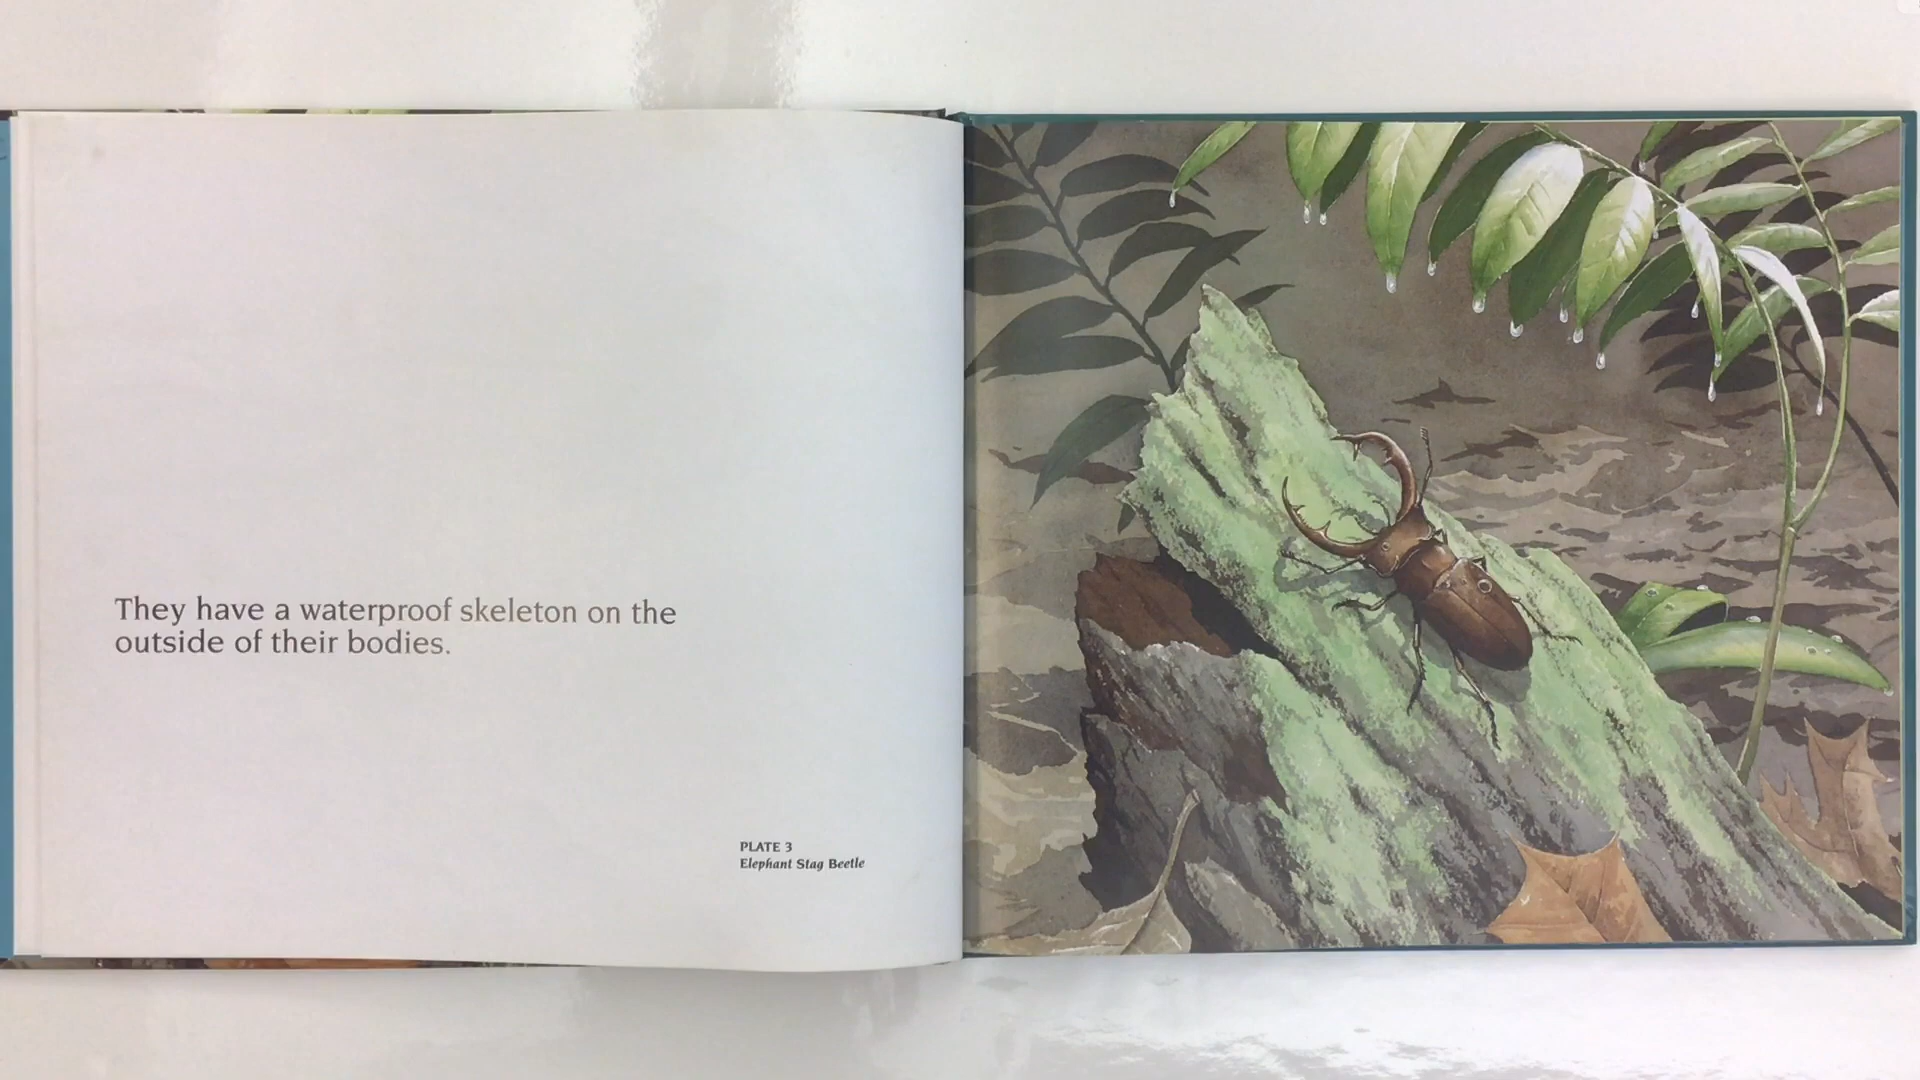 They have a waterproof skeleton on the
outside of their bodies.
PLATE 3
Elephant Stag Beetle